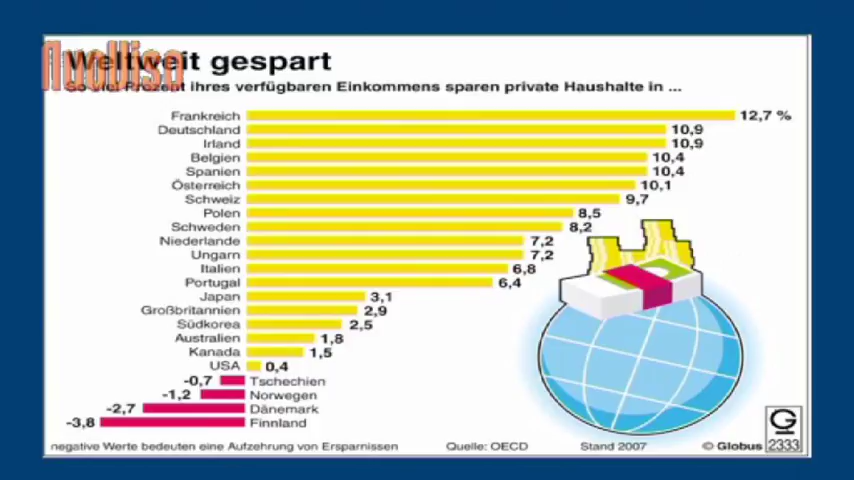 nuoviso
Weltweit gespart
So viel Prozent ihres verfügbaren Einkommens sparen private Haushalte in ...
Frankreich 12,7 %
Deutschland 10,9
Irland 10,9
Belgien 10,4
Spanien 10,4
Österreich 10,1
Schweiz 9,7
Polen 8,5
Schweden 8,2
Niederlande 7,2
Ungarn 7,2
Italien 6,8
Portugal 6,4
Japan 3,1
Großbritannien 2,9
Südkorea 2,5
Australien 1,8
Kanada 1,5
USA 0,4
-0,7 Tschechien
-1,2 Norwegen
-2,7 Dänemark
-3,8 Finnland
negative Werte bedeuten eine Aufzehrung von Ersparnissen Quelle: OECD Stand 2007 © Globus 2333
G